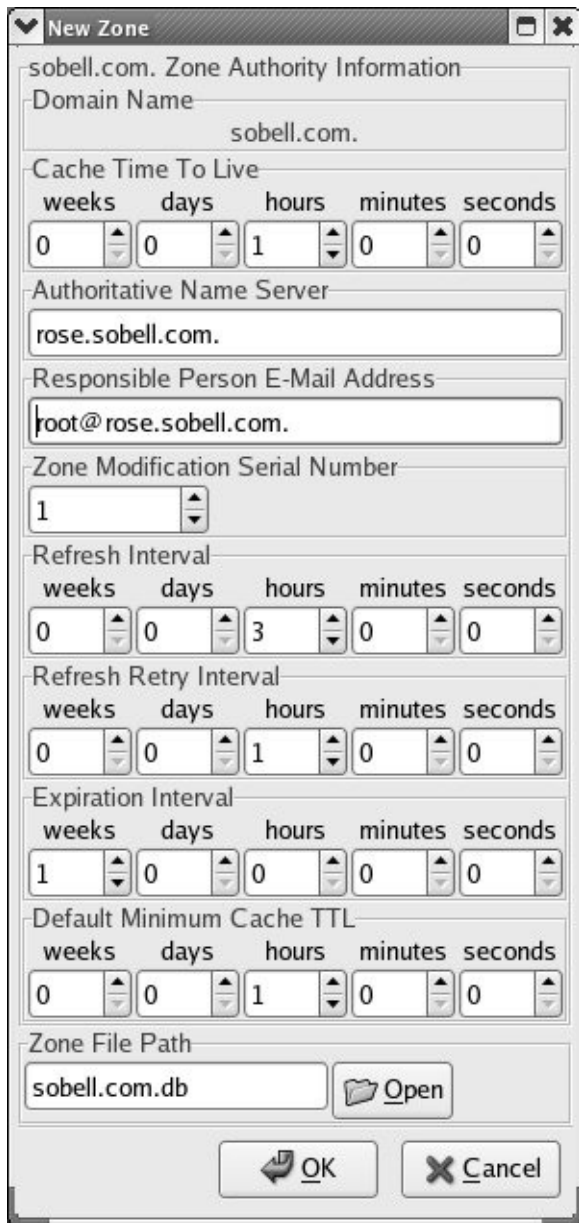 New Zone
sobell.com. Zone Authority Information
Domain Name
sobell.com.
Cache Time To Live
weeks days hours minutes seconds
0 0 1 0 0
Authoritative Name Server
rose.sobell.com.
Responsible Person E-Mail Address
root@rose.sobell.com.
Zone Modification Serial Number
1
Refresh Interval
weeks days hours minutes seconds
0 0 3 0 0
Refresh Retry Interval
weeks days hours minutes seconds
0 0 1 0 0
Expiration Interval
weeks days hours minutes seconds
1 0 0 0 0
Default Minimum Cache TTL
weeks days hours minutes seconds
0 0 1 0 0
Zone File Path
sobell.com.db Open
OK Cancel